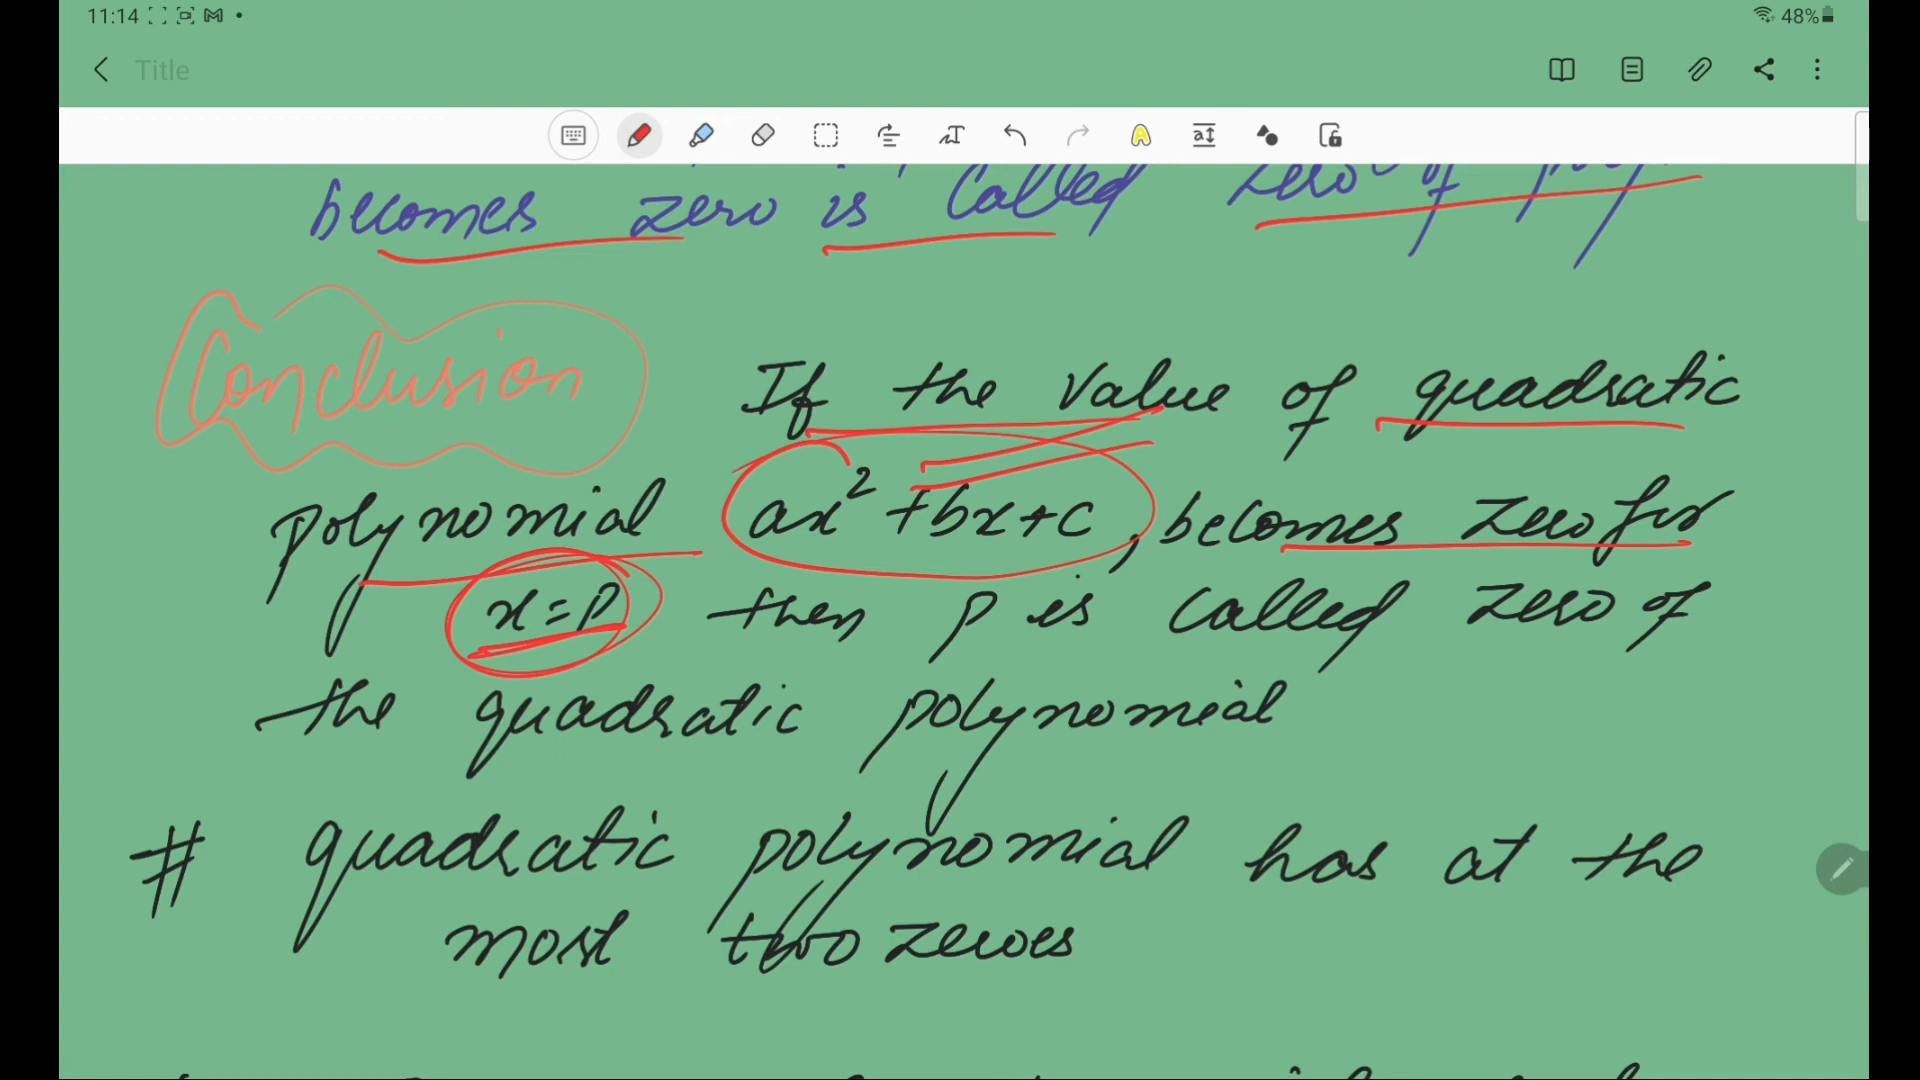 11:14
48%
Title
becomes zero is called zero of
Conclusion
If the value of quadratic
polynomial ax² + bx + c, becomes zero for
x = p then p is called zero of
the quadratic polynomial
# quadratic polynomial has at the
most two zeroes